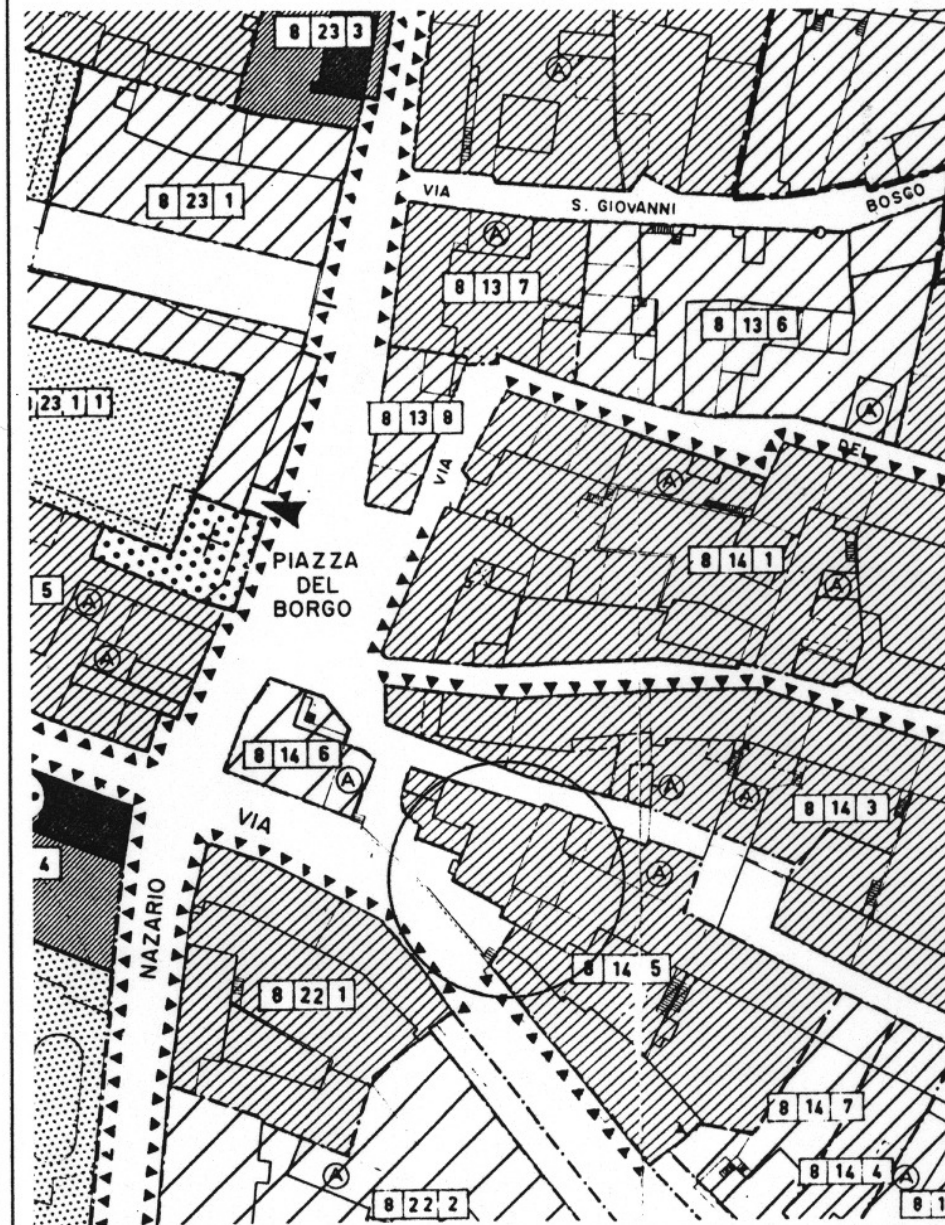 8 23 3
A
VIA S. GIOVANNI BOSGO
8 23 1
A
8 13 7
8 13 6
23 1 1
8 13 8
A
VIA
DEL
A
PIAZZA
DEL
BORGO
8 14 1
5
A
A
A
8 14 6
A
A
A
8 14 3
VIA
4
A
NAZARIO
8 14 5
8 22 1
8 14 7
8 14 4
A
A
8 22 2
8